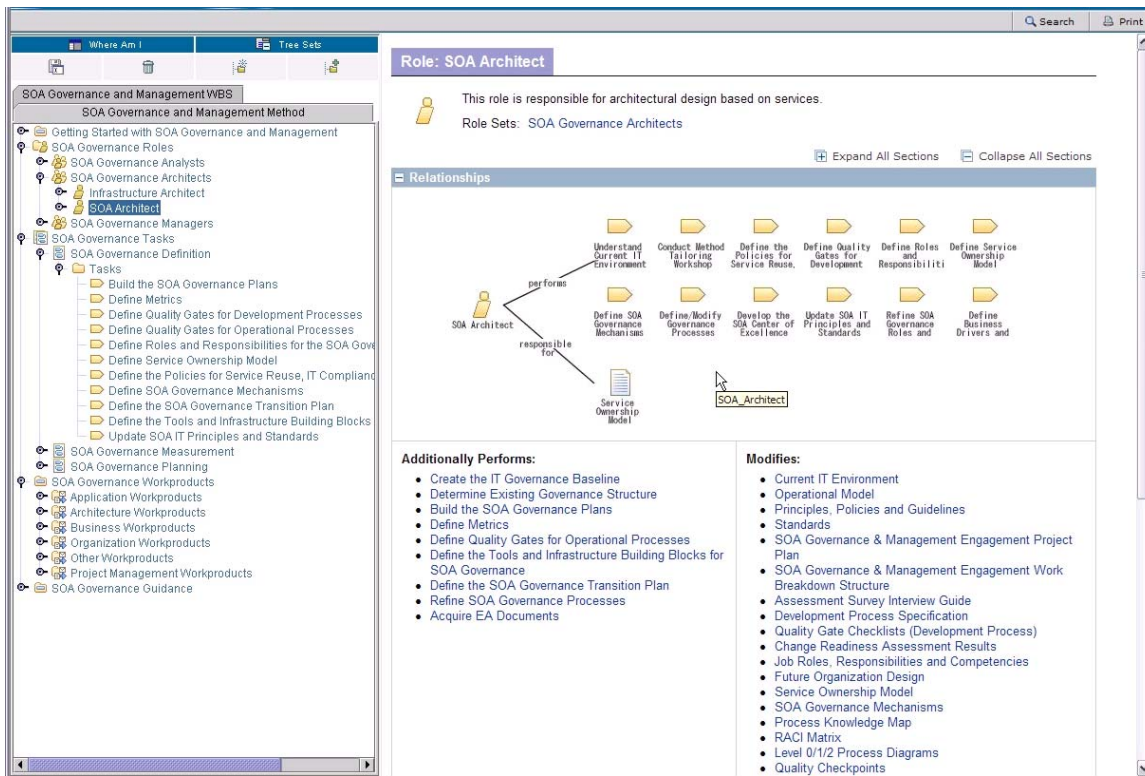 Search
Print
Where Am I
Tree Sets
SOA Governance and Management WBS
SOA Governance and Management Method
Getting Started with SOA Governance and Management
SOA Governance Roles
SOA Governance Analysts
SOA Governance Architects
Infrastructure Architect
SOA Architect
SOA Governance Managers
SOA Governance Tasks
SOA Governance Definition
Tasks
Build the SOA Governance Plans
Define Metrics
Define Quality Gates for Development Processes
Define Quality Gates for Operational Processes
Define Roles and Responsibilities for the SOA Gove
Define Service Ownership Model
Define the Policies for Service Reuse, IT Complianc
Define SOA Governance Mechanisms
Define the SOA Governance Transition Plan
Define the Tools and Infrastructure Building Blocks
Update SOA IT Principles and Standards
SOA Governance Measurement
SOA Governance Planning
SOA Governance Workproducts
Application Workproducts
Architecture Workproducts
Business Workproducts
Organization Workproducts
Other Workproducts
Project Management Workproducts
SOA Governance Guidance
Role: SOA Architect
This role is responsible for architectural design based on services.
Role Sets: SOA Governance Architects
Expand All Sections
Collapse All Sections
Relationships
Understand
Current IT
Environment
Conduct Method
Tailoring
Workshop
Define the
Policies for
Service Reuse,
Define Quality
Gates for
Development
Define Roles
and
Responsibiliti
Define Service
Ownership
Model
performs
SOA Architect
Define SOA
Governance
Mechanisms
Define/Modify
Governance
Processes
Develop the
SOA Center of
Excellence
Update SOA IT
Principles and
Standards
Refine SOA
Governance
Roles and
Define
Business
Drivers and
responsible
for
Service
Ownership
Model
SOA_Architect
Additionally Performs:
Create the IT Governance Baseline
Determine Existing Governance Structure
Build the SOA Governance Plans
Define Metrics
Define Quality Gates for Operational Processes
Define the Tools and Infrastructure Building Blocks for
SOA Governance
Define the SOA Governance Transition Plan
Refine SOA Governance Processes
Acquire EA Documents
Modifies:
Current IT Environment
Operational Model
Principles, Policies and Guidelines
Standards
SOA Governance & Management Engagement Project
Plan
SOA Governance & Management Engagement Work
Breakdown Structure
Assessment Survey Interview Guide
Development Process Specification
Quality Gate Checklists (Development Process)
Change Readiness Assessment Results
Job Roles, Responsibilities and Competencies
Future Organization Design
Service Ownership Model
SOA Governance Mechanisms
Process Knowledge Map
RACI Matrix
Level 0/1/2 Process Diagrams
Quality Checkpoints